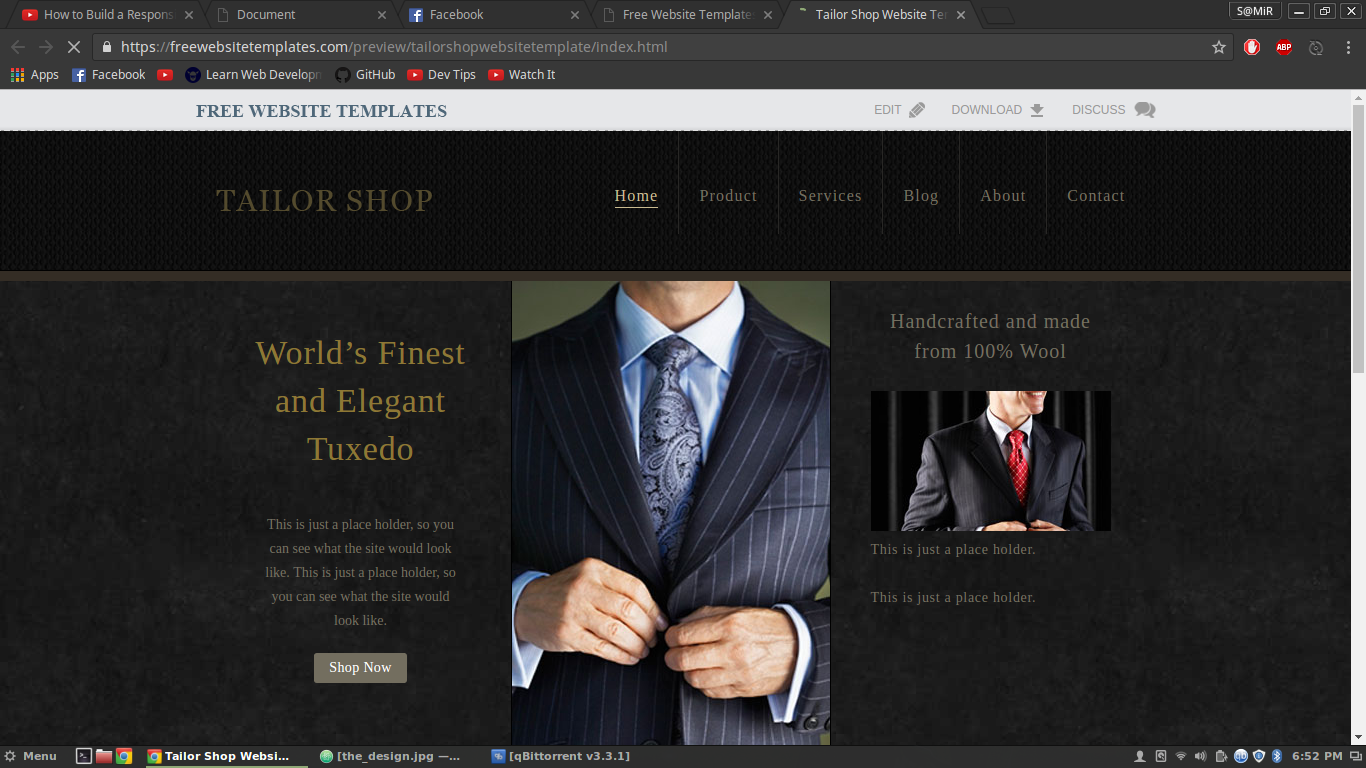 How to Build a Respons
Document
Facebook
Free Website Template
Tailor Shop Website Te
S@MiR
https://freewebsitetemplates.com/preview/tailorshopwebsitetemplate/index.html
ABP
Apps
Facebook
Learn Web Developm
GitHub
Dev Tips
Watch It
FREE WEBSITE TEMPLATES
EDIT
DOWNLOAD
DISCUSS
TAILOR SHOP
Home
Product
Services
Blog
About
Contact
World’s Finest
and Elegant
Tuxedo
This is just a place holder, so you
can see what the site would look
like. This is just a place holder, so
you can see what the site would
look like.
Shop Now
Handcrafted and made
from 100% Wool
This is just a place holder.
This is just a place holder.
Menu
Tailor Shop Websi...
[the_design.jpg —...
[qBittorrent v3.3.1]
qb
6:52 PM